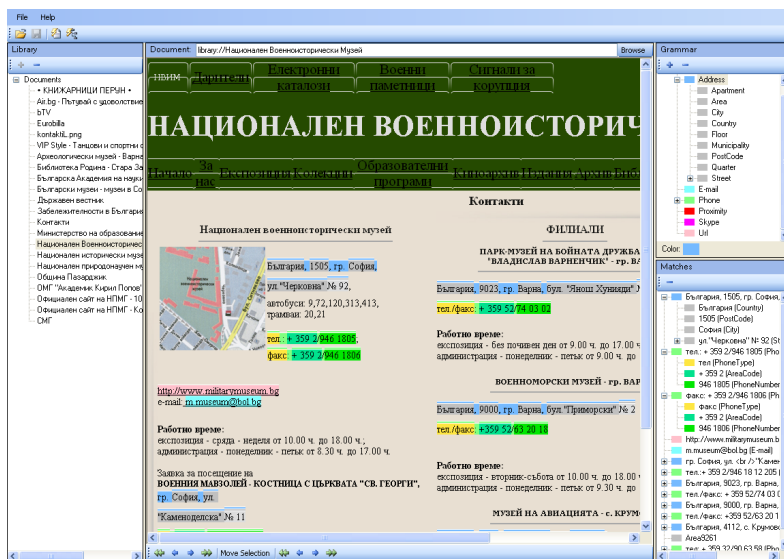 File Help
Library
Documents
• КНИЖАРНИЦИ ПЕРУН •
Air.bg - Пътувай с удоволствие
bTV
Eurobilla
kontaktiL.png
VIP Style - Танцови и спортни
Археологически музей - Варна
Библиотека Родина - Стара За
Българска Академия на науки
Български музеи - музеи в Со
Държавен вестник
Забележителности в Българи
Контакти
Министерство на образование
Национален Военноисторичес
Национален исторически музе
Национален природонаучен м
Община Пазарджик
ОМГ "Академик Кирил Попов"
Официален сайт на НПМГ - 10
Официален сайт на НПМГ - Ко
СМГ
Document: library://Национален Военноисторически Музей Browse
НВИМ Дарители Електронни каталози Военни паметници Сигнали за корупция
НАЦИОНАЛЕН ВОЕННОИСТОРИЧ
Начало За нас Експозиция Колекции Образователни програми Киноархив Издания Архив Биб
Контакти
Национален военноисторически музей
България, 1505, гр. София,
ул."Черковна" № 92,
автобуси: 9,72,120,313,413,
трамваи: 20,21
тел.: + 359 2/946 1805,
факс: + 359 2/946 1806
http://www.militarymuseum.bg
e-mail: m.museum@bol.bg
Работно време:
експозиция - сряда - неделя от 10.00 ч. до 18.00 ч.;
администрация - понеделник - петък от 8.30 ч. до 17.00 ч.
Заявка за посещение на
ВОЕННИЯ МАВЗОЛЕЙ - КОСТНИЦА С ЦЪРКВАТА "СВ. ГЕОРГИ",
гр. София, ул.
"Каменоделска" № 11
ФИЛИАЛИ
ПАРК-МУЗЕЙ НА БОЙНАТА ДРУЖБА
"ВЛАДИСЛАВ ВАРНЕНЧИК" - гр. ВА
България, 9023, гр. Варна, бул. "Янош Хунияди"
тел./факс: + 359 52/74 03 02
Работно време:
експозиция - без почивен ден от 9.00 ч. до 17.00 ч
администрация - понеделник - петък от 9.00 ч. до
ВОЕННОМОРСКИ МУЗЕЙ - гр. ВАР
България, 9000, гр. Варна, бул."Приморски" № 2
тел./факс: +359 52/63 20 18
Работно време:
експозиция - вторник-събота от 10.00 ч. до 18.00
администрация - понеделник - петък от 9.30 ч. до
МУЗЕЙ НА АВИАЦИЯТА - с. КРУМ
Move Selection
Grammar
Address
Apartment
Area
City
Country
Floor
Municipality
PostCode
Quarter
Street
E-mail
Phone
Proximity
Skype
Url
Color:
Matches
България, 1505, гр. София,
България (Country)
1505 (PostCode)
София (City)
ул."Черковна" № 92 (St
тел.: + 359 2/946 1805 (Pho
тел (PhoneType)
+ 359 2 (AreaCode)
946 1805 (PhoneNumber
факс: + 359 2/946 1806 (Ph
факс (PhoneType)
+ 359 2 (AreaCode)
946 1806 (PhoneNumber
http://www.militarymuseum.b
m.museum@bol.bg (E-mail)
гр. София, ул. <br />"Камен
тел.:+ 359 2/946 18 12 205 (
България, 9023, гр. Варна,
тел./факс: + 359 52/74 03 0
България, 9000, гр. Варна,
тел./факс: +359 52/63 20 1
България, 4112, с. Крумов
Area9261
тел.: + 359 32/90 63 58 (Pho